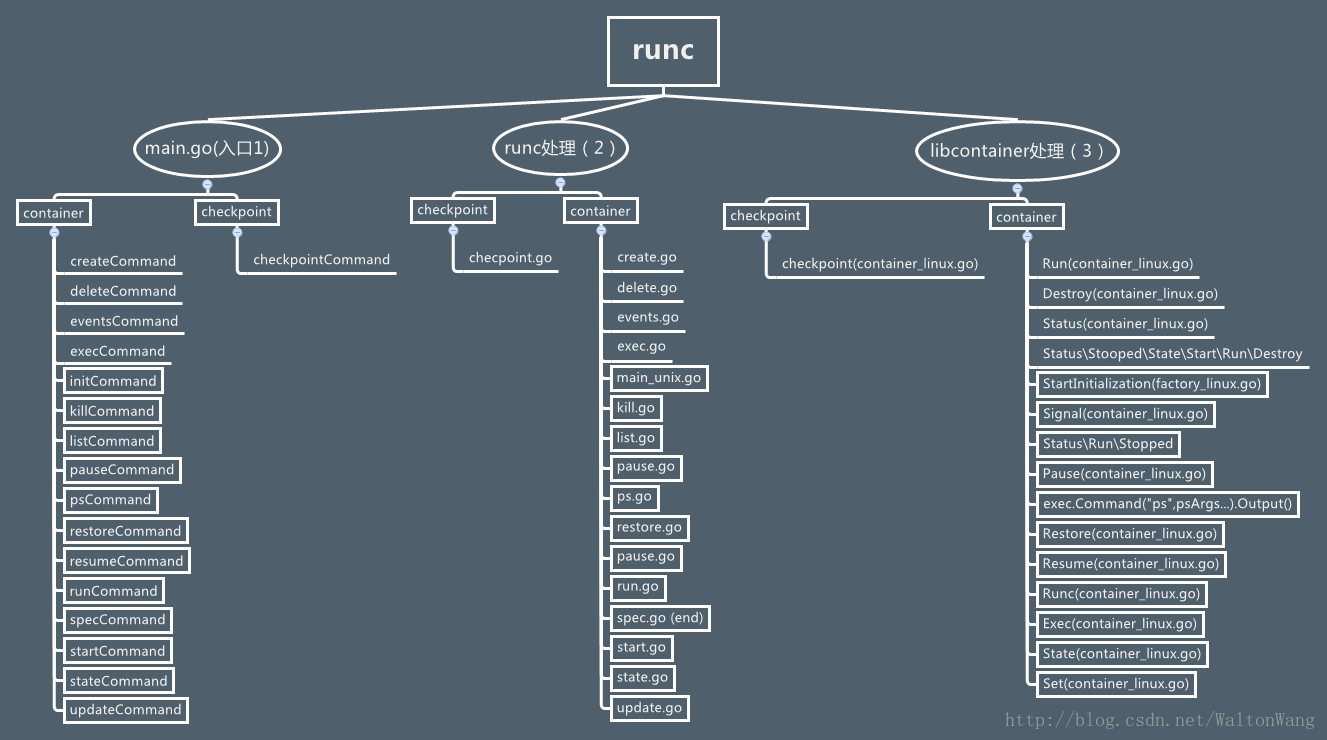 runc
main.go(入口1)
container
createCommand
deleteCommand
eventsCommand
execCommand
initCommand
killCommand
listCommand
pauseCommand
psCommand
restoreCommand
resumeCommand
runCommand
specCommand
startCommand
stateCommand
updateCommand
checkpoint
checkpointCommand
runc处理（2）
checkpoint
checpoint.go
container
create.go
delete.go
events.go
exec.go
main_unix.go
kill.go
list.go
pause.go
ps.go
restore.go
pause.go
run.go
spec.go (end)
start.go
state.go
update.go
libcontainer处理（3）
checkpoint
checkpoint(container_linux.go)
container
Run(container_linux.go)
Destroy(container_linux.go)
Status(container_linux.go)
Status\Stooped\State\Start\Run\Destroy
StartInitialization(factory_linux.go)
Signal(container_linux.go)
Status\Run\Stopped
Pause(container_linux.go)
exec.Command("ps",psArgs...).Output()
Restore(container_linux.go)
Resume(container_linux.go)
Runc(container_linux.go)
Exec(container_linux.go)
State(container_linux.go)
Set(container_linux.go)
http://blog.csdn.net/WaltonWang